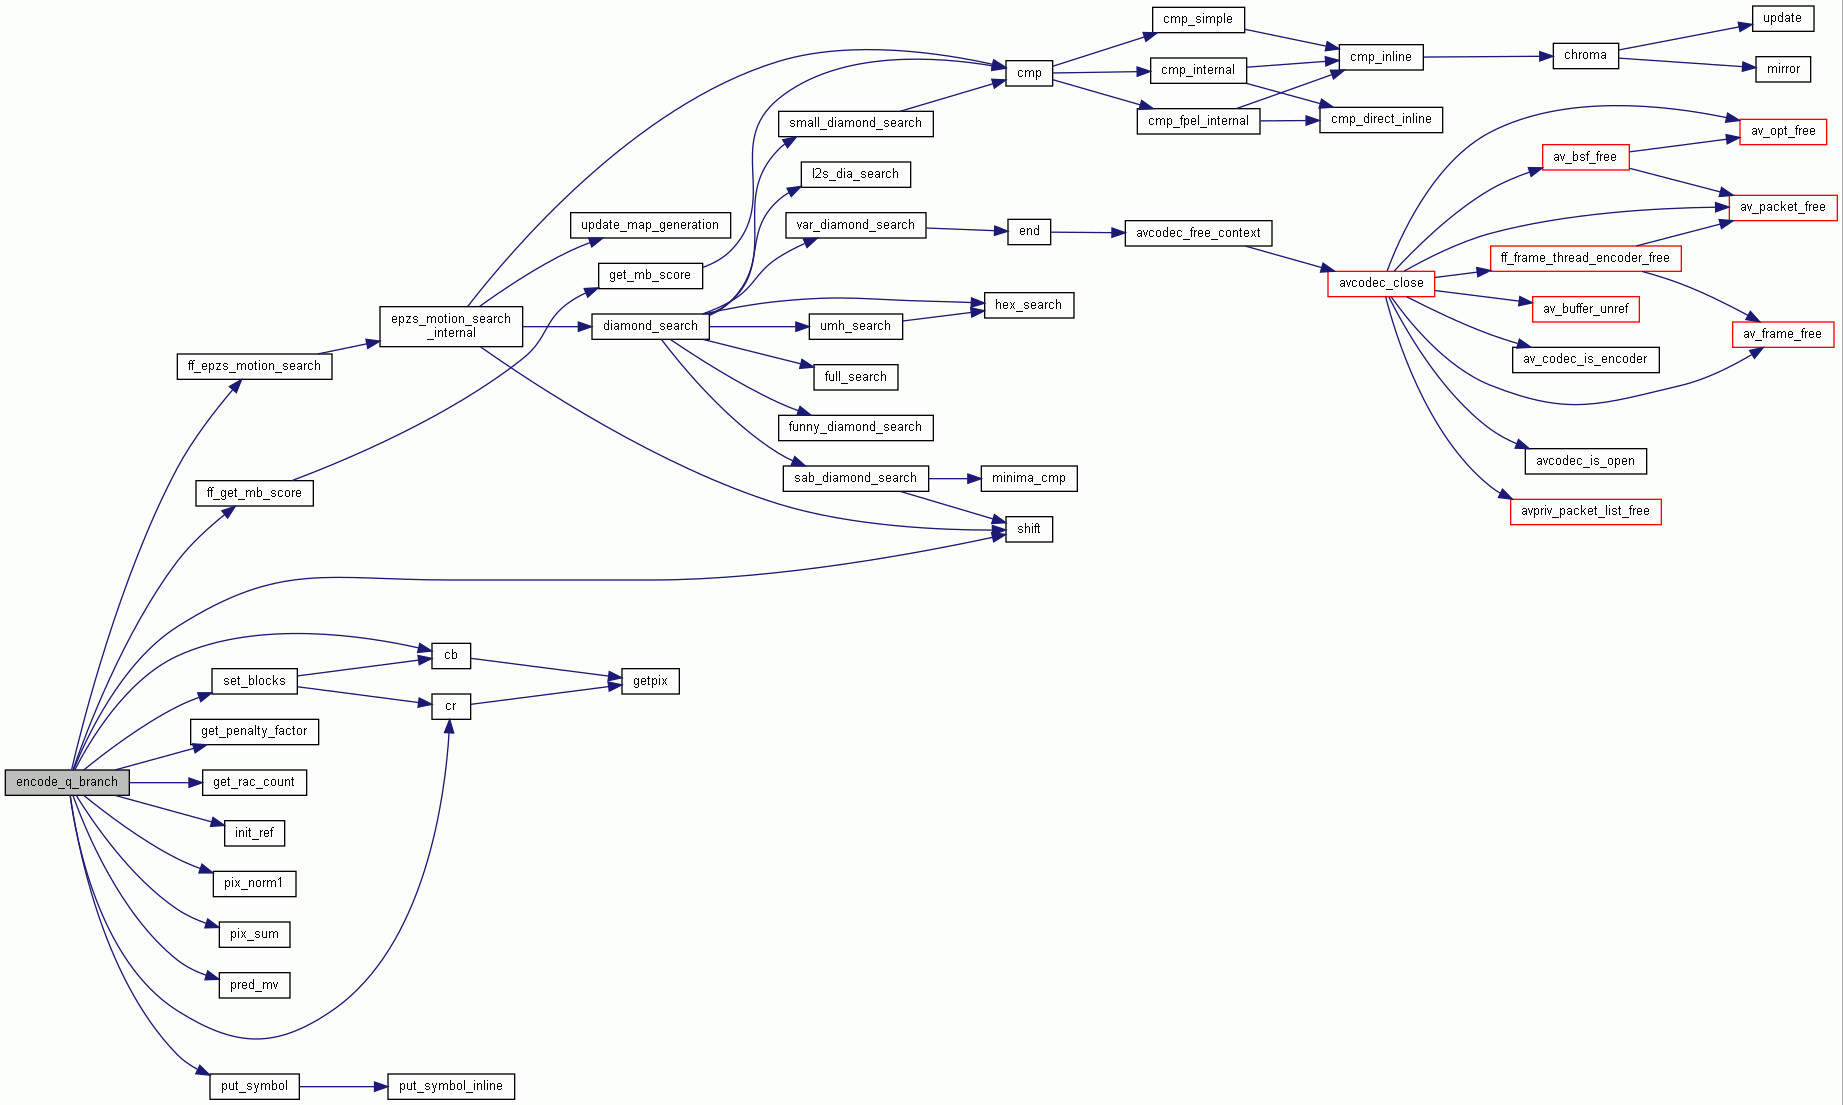 encode_q_branch
ff_epzs_motion_search
ff_get_mb_score
set_blocks
get_penalty_factor
get_rac_count
init_ref
pix_norm1
pix_sum
pred_mv
put_symbol
epzs_motion_search
_internal
cb
cr
put_symbol_inline
update_map_generation
get_mb_score
diamond_search
getpix
small_diamond_search
l2s_dia_search
var_diamond_search
umh_search
full_search
funny_diamond_search
sab_diamond_search
cmp
end
hex_search
minima_cmp
shift
cmp_simple
cmp_internal
cmp_fpel_internal
avcodec_free_context
cmp_inline
cmp_direct_inline
avcodec_close
chroma
av_bsf_free
ff_frame_thread_encoder_free
av_buffer_unref
av_codec_is_encoder
avcodec_is_open
avpriv_packet_list_free
update
mirror
av_opt_free
av_packet_free
av_frame_free